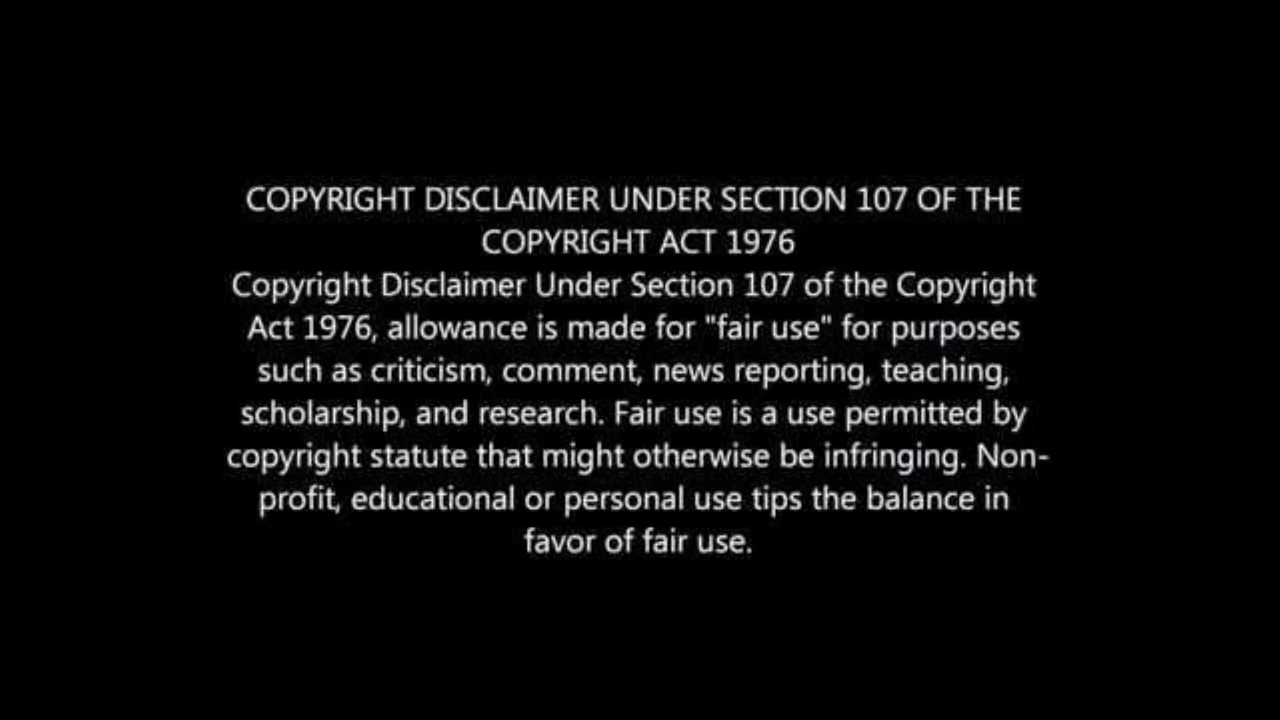 COPYRIGHT DISCLAIMER UNDER SECTION 107 OF THE
COPYRIGHT ACT 1976
Copyright Disclaimer Under Section 107 of the Copyright
Act 1976, allowance is made for "fair use" for purposes
such as criticism, comment, news reporting, teaching,
scholarship, and research. Fair use is a use permitted by
copyright statute that might otherwise be infringing. Non-
profit, educational or personal use tips the balance in
favor of fair use.